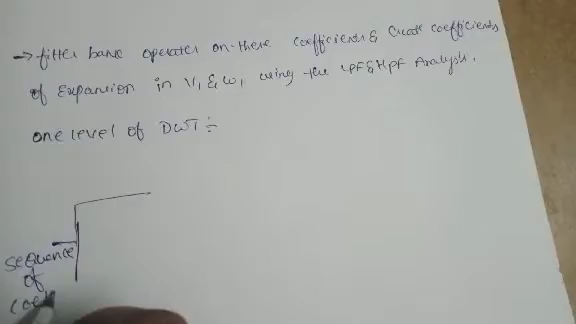 → filter bank operates on these coefficients & create coefficients
of Expansion in V1 & W1 using the LPF & HPF Analysis.
one level of DWT :-
sequence
of
coe